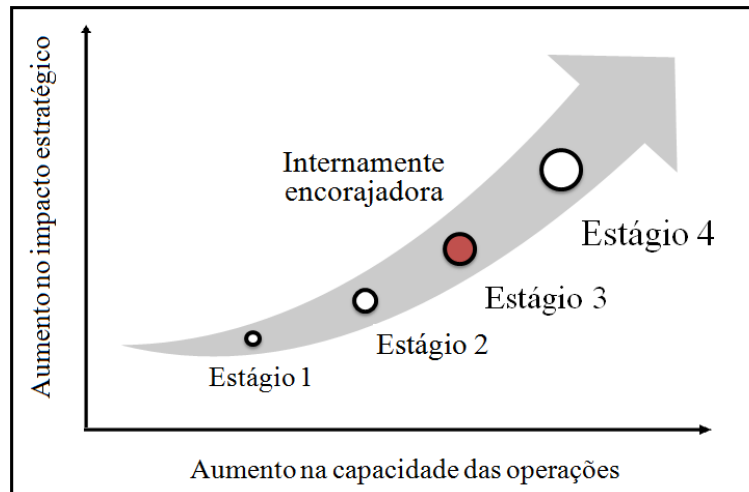 Aumento no impacto estratégico
Internamente
encorajadora
Estágio 4
Estágio 3
Estágio 2
Estágio 1
Aumento na capacidade das operações